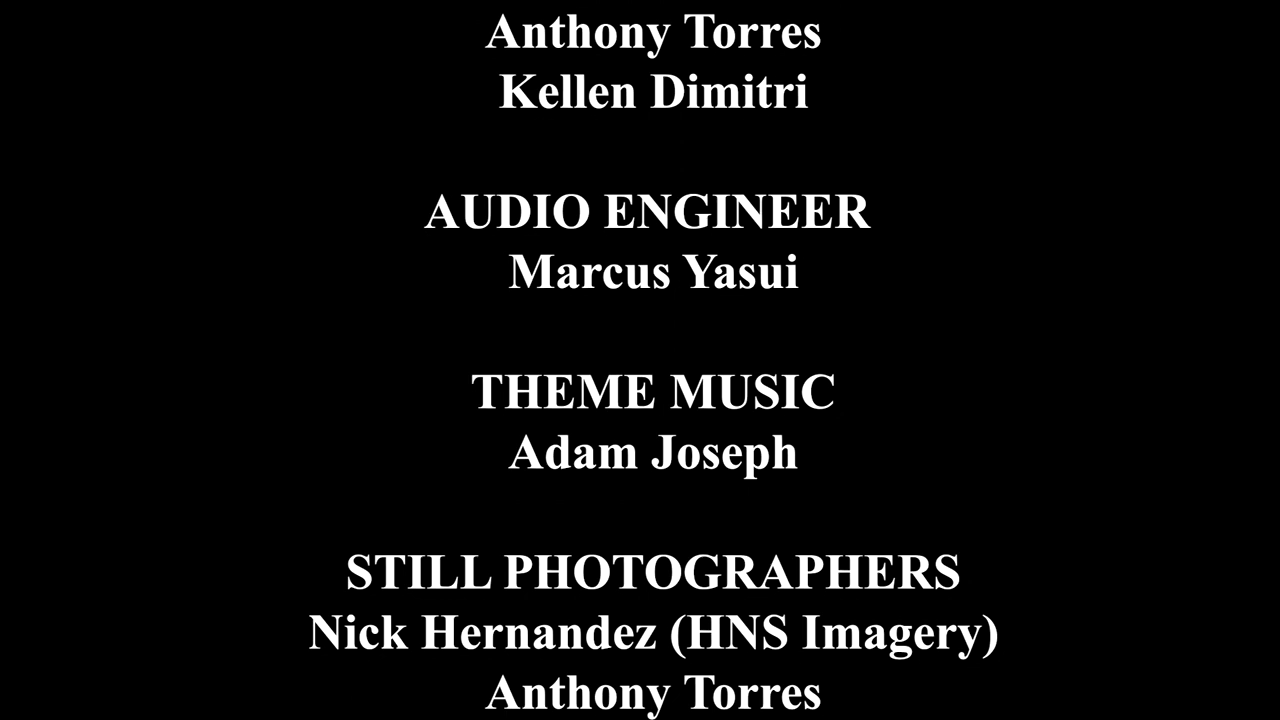 Anthony Torres
Kellen Dimitri
AUDIO ENGINEER
Marcus Yasui
THEME MUSIC
Adam Joseph
STILL PHOTOGRAPHERS
Nick Hernandez (HNS Imagery)
Anthony Torres